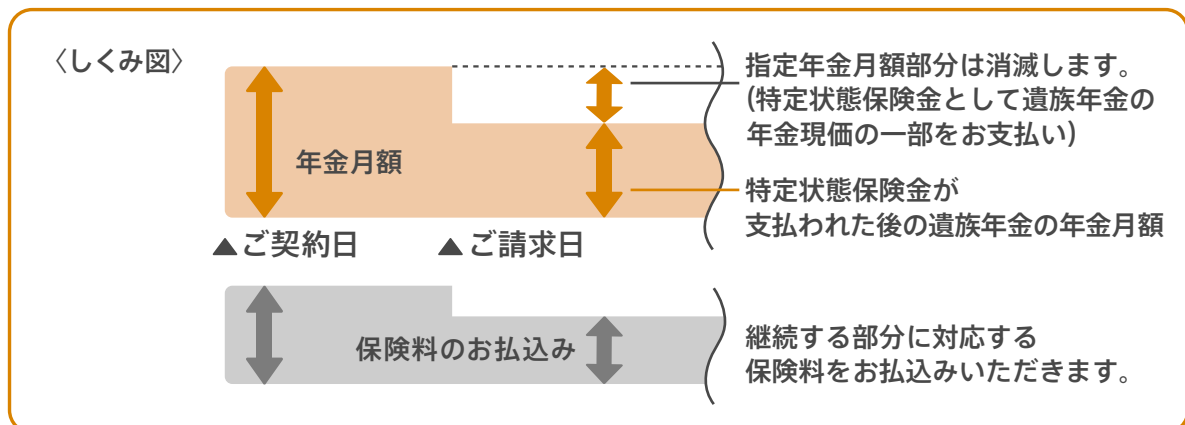 〈しくみ図〉
指定年金月額部分は消滅します。
(特定状態保険金として遺族年金の
年金現価の一部をお支払い)
年金月額
特定状態保険金が
支払われた後の遺族年金の年金月額
▲ご契約日
▲ご請求日
保険料のお払込み
継続する部分に対応する
保険料をお払込みいただきます。